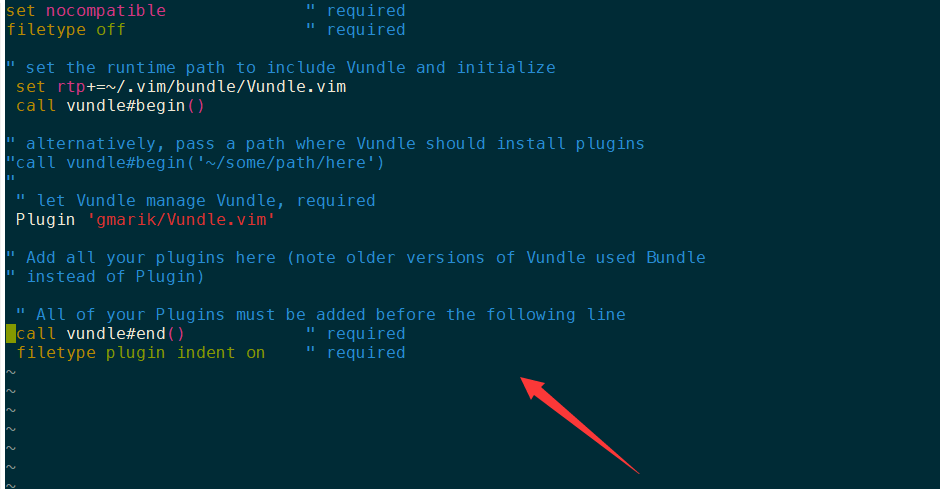 set nocompatible              " required
filetype off                  " required

" set the runtime path to include Vundle and initialize
 set rtp+=~/.vim/bundle/Vundle.vim
 call vundle#begin()

" alternatively, pass a path where Vundle should install plugins
"call vundle#begin('~/some/path/here')
"
 " let Vundle manage Vundle, required
 Plugin 'gmarik/Vundle.vim'

" Add all your plugins here (note older versions of Vundle used Bundle
" instead of Plugin)

 " All of your Plugins must be added before the following line
 call vundle#end()            " required
 filetype plugin indent on    " required
~
~
~
~
~
~
~